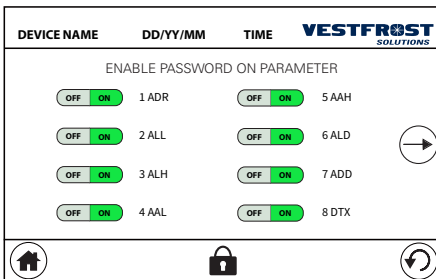 DEVICE NAME DD/YY/MM TIME VESTFROST
SOLUTIONS
ENABLE PASSWORD ON PARAMETER
OFF ON 1 ADR OFF ON 5 AAH
OFF ON 2 ALL OFF ON 6 ALD
OFF ON 3 ALH OFF ON 7 ADD
OFF ON 4 AAL OFF ON 8 DTX